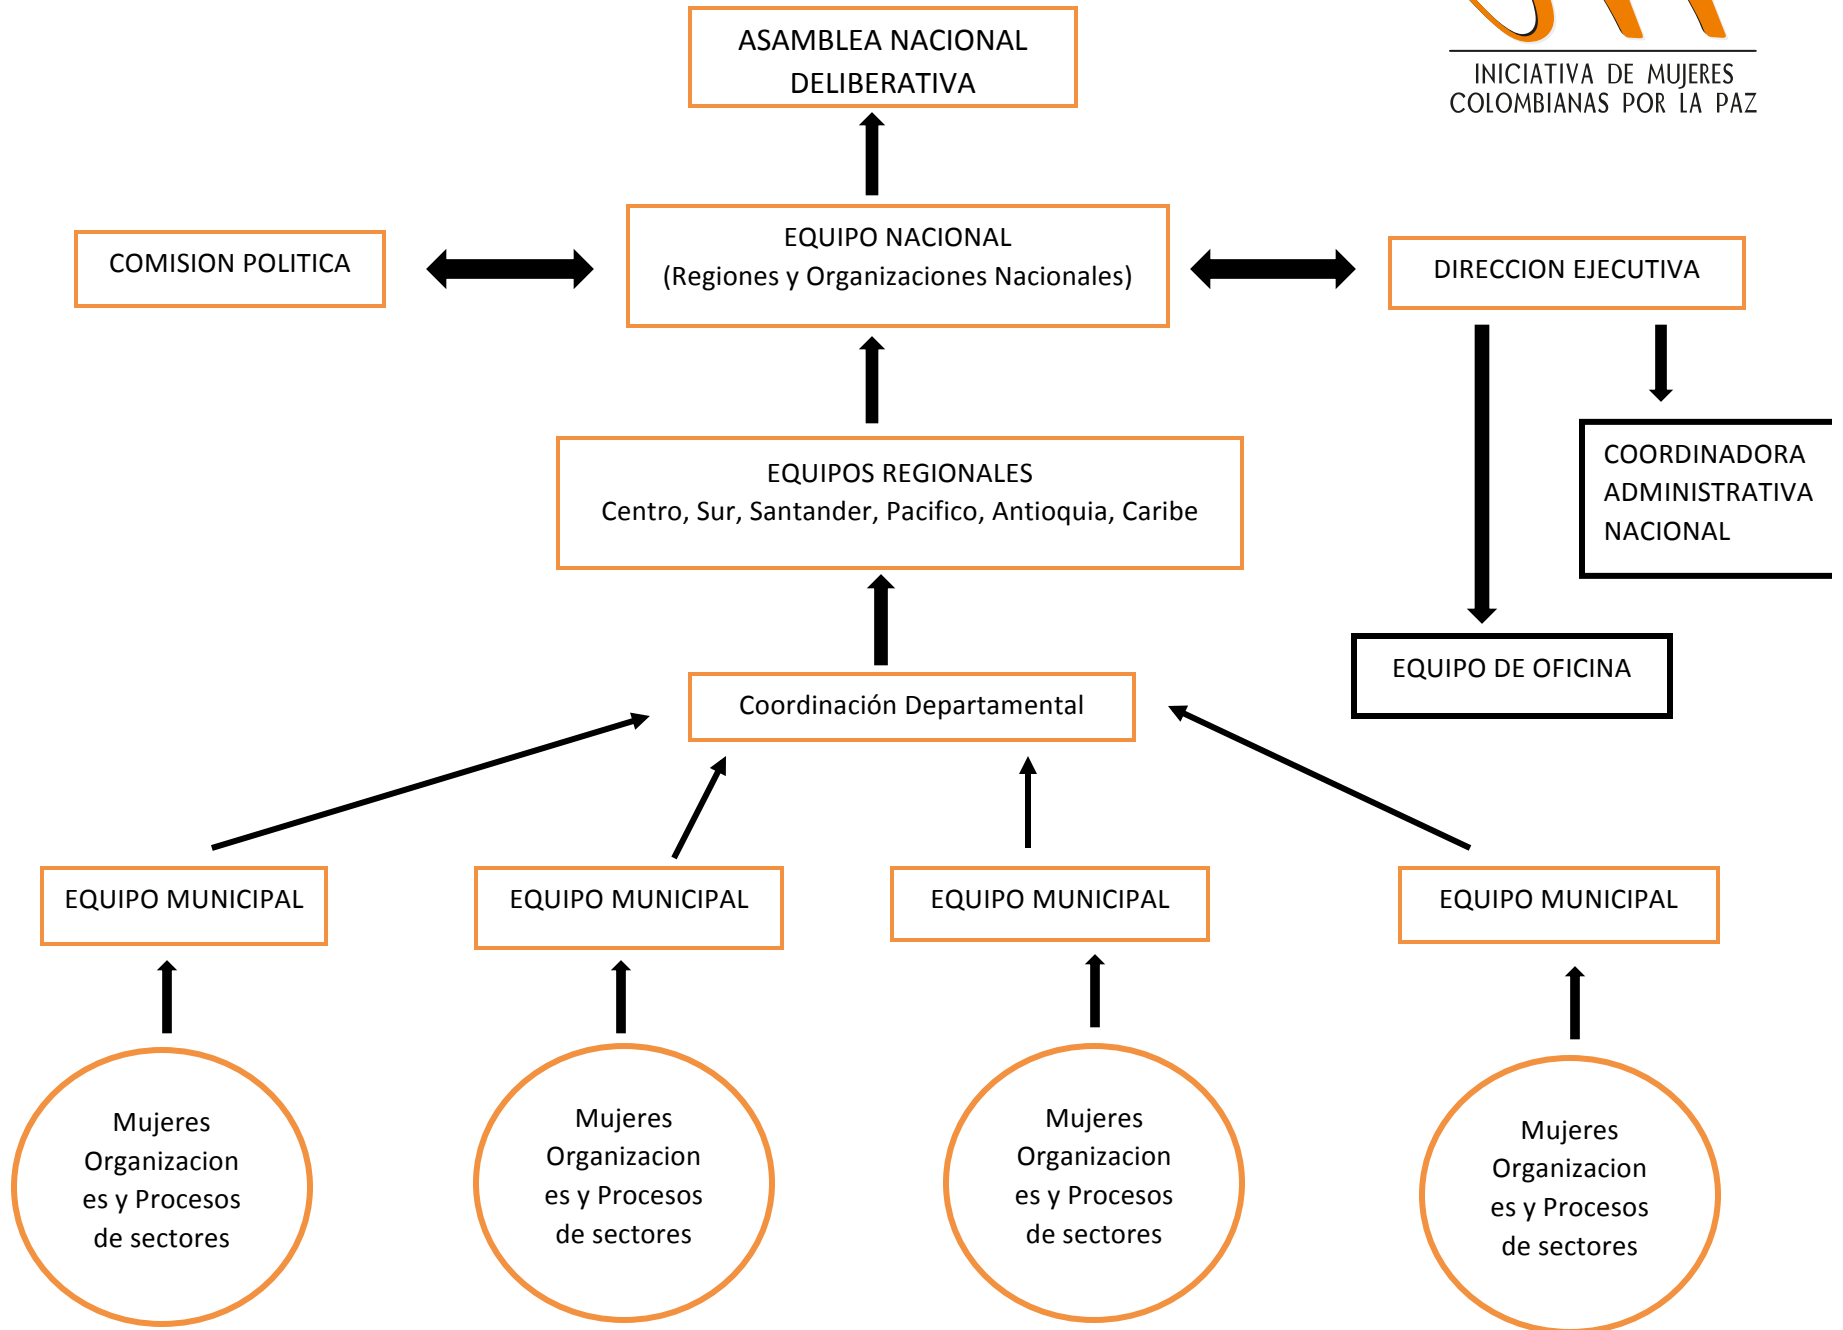 ASAMBLEA NACIONAL
DELIBERATIVA
INICIATIVA DE MUJERES
COLOMBIANAS POR LA PAZ
COMISION POLITICA
EQUIPO NACIONAL
(Regiones y Organizaciones Nacionales)
DIRECCION EJECUTIVA
EQUIPOS REGIONALES
Centro, Sur, Santander, Pacifico, Antioquia, Caribe
COORDINADORA
ADMINISTRATIVA
NACIONAL
EQUIPO DE OFICINA
Coordinación Departamental
EQUIPO MUNICIPAL
EQUIPO MUNICIPAL
EQUIPO MUNICIPAL
EQUIPO MUNICIPAL
Mujeres
Organizacion
es y Procesos
de sectores
Mujeres
Organizacion
es y Procesos
de sectores
Mujeres
Organizacion
es y Procesos
de sectores
Mujeres
Organizacion
es y Procesos
de sectores